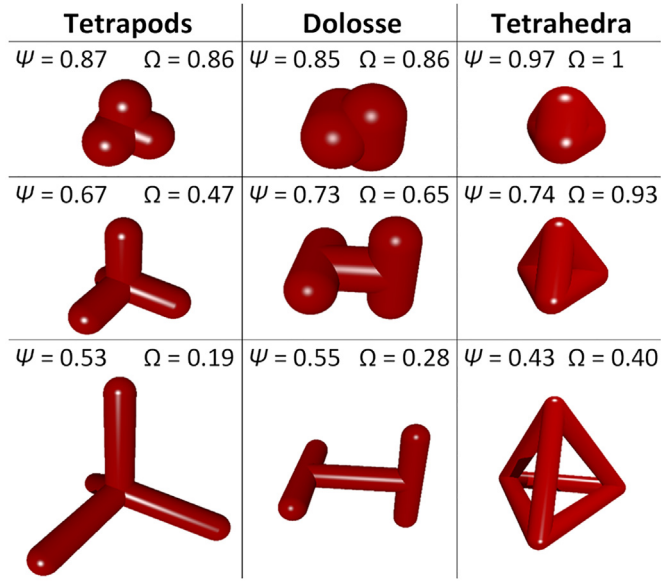 Tetrapods Dolosse Tetrahedra
Ψ = 0.87 Ω = 0.86 Ψ = 0.85 Ω = 0.86 Ψ = 0.97 Ω = 1
Ψ = 0.67 Ω = 0.47 Ψ = 0.73 Ω = 0.65 Ψ = 0.74 Ω = 0.93
Ψ = 0.53 Ω = 0.19 Ψ = 0.55 Ω = 0.28 Ψ = 0.43 Ω = 0.40